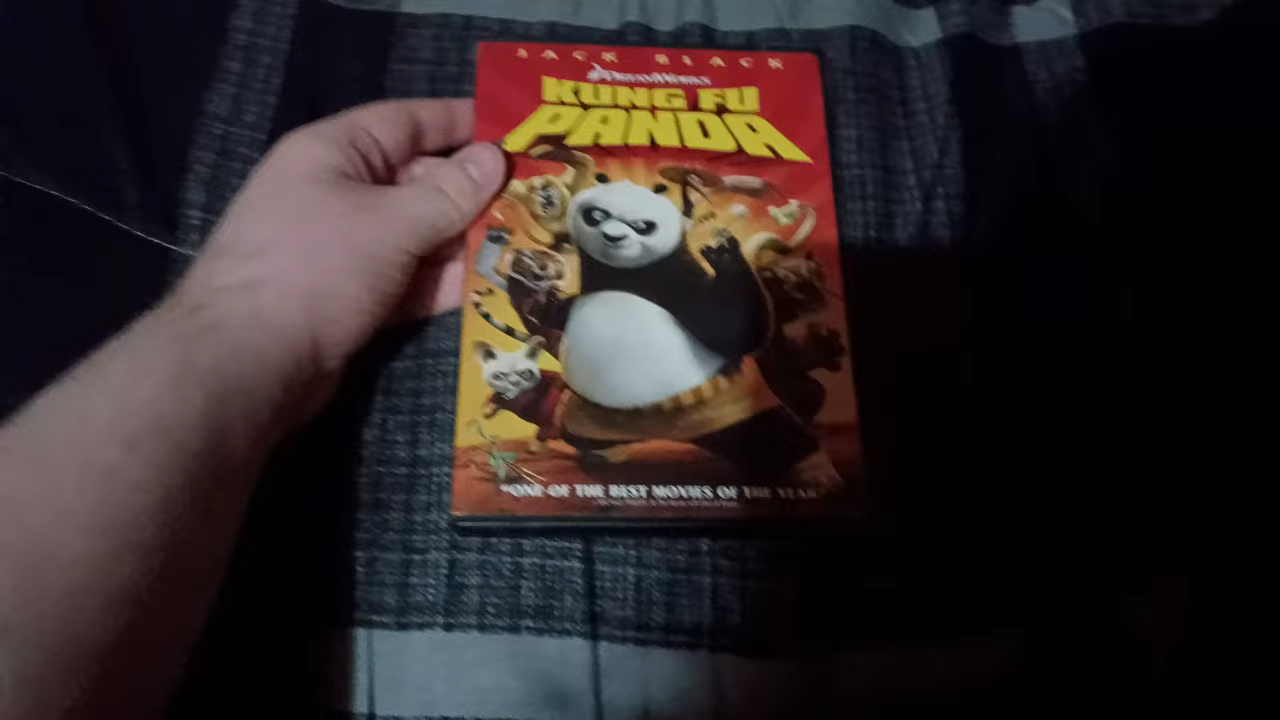 JACK BLACK
DREAMWORKS
KUNG FU
PANDA
"ONE OF THE BEST MOVIES OF THE YEAR"